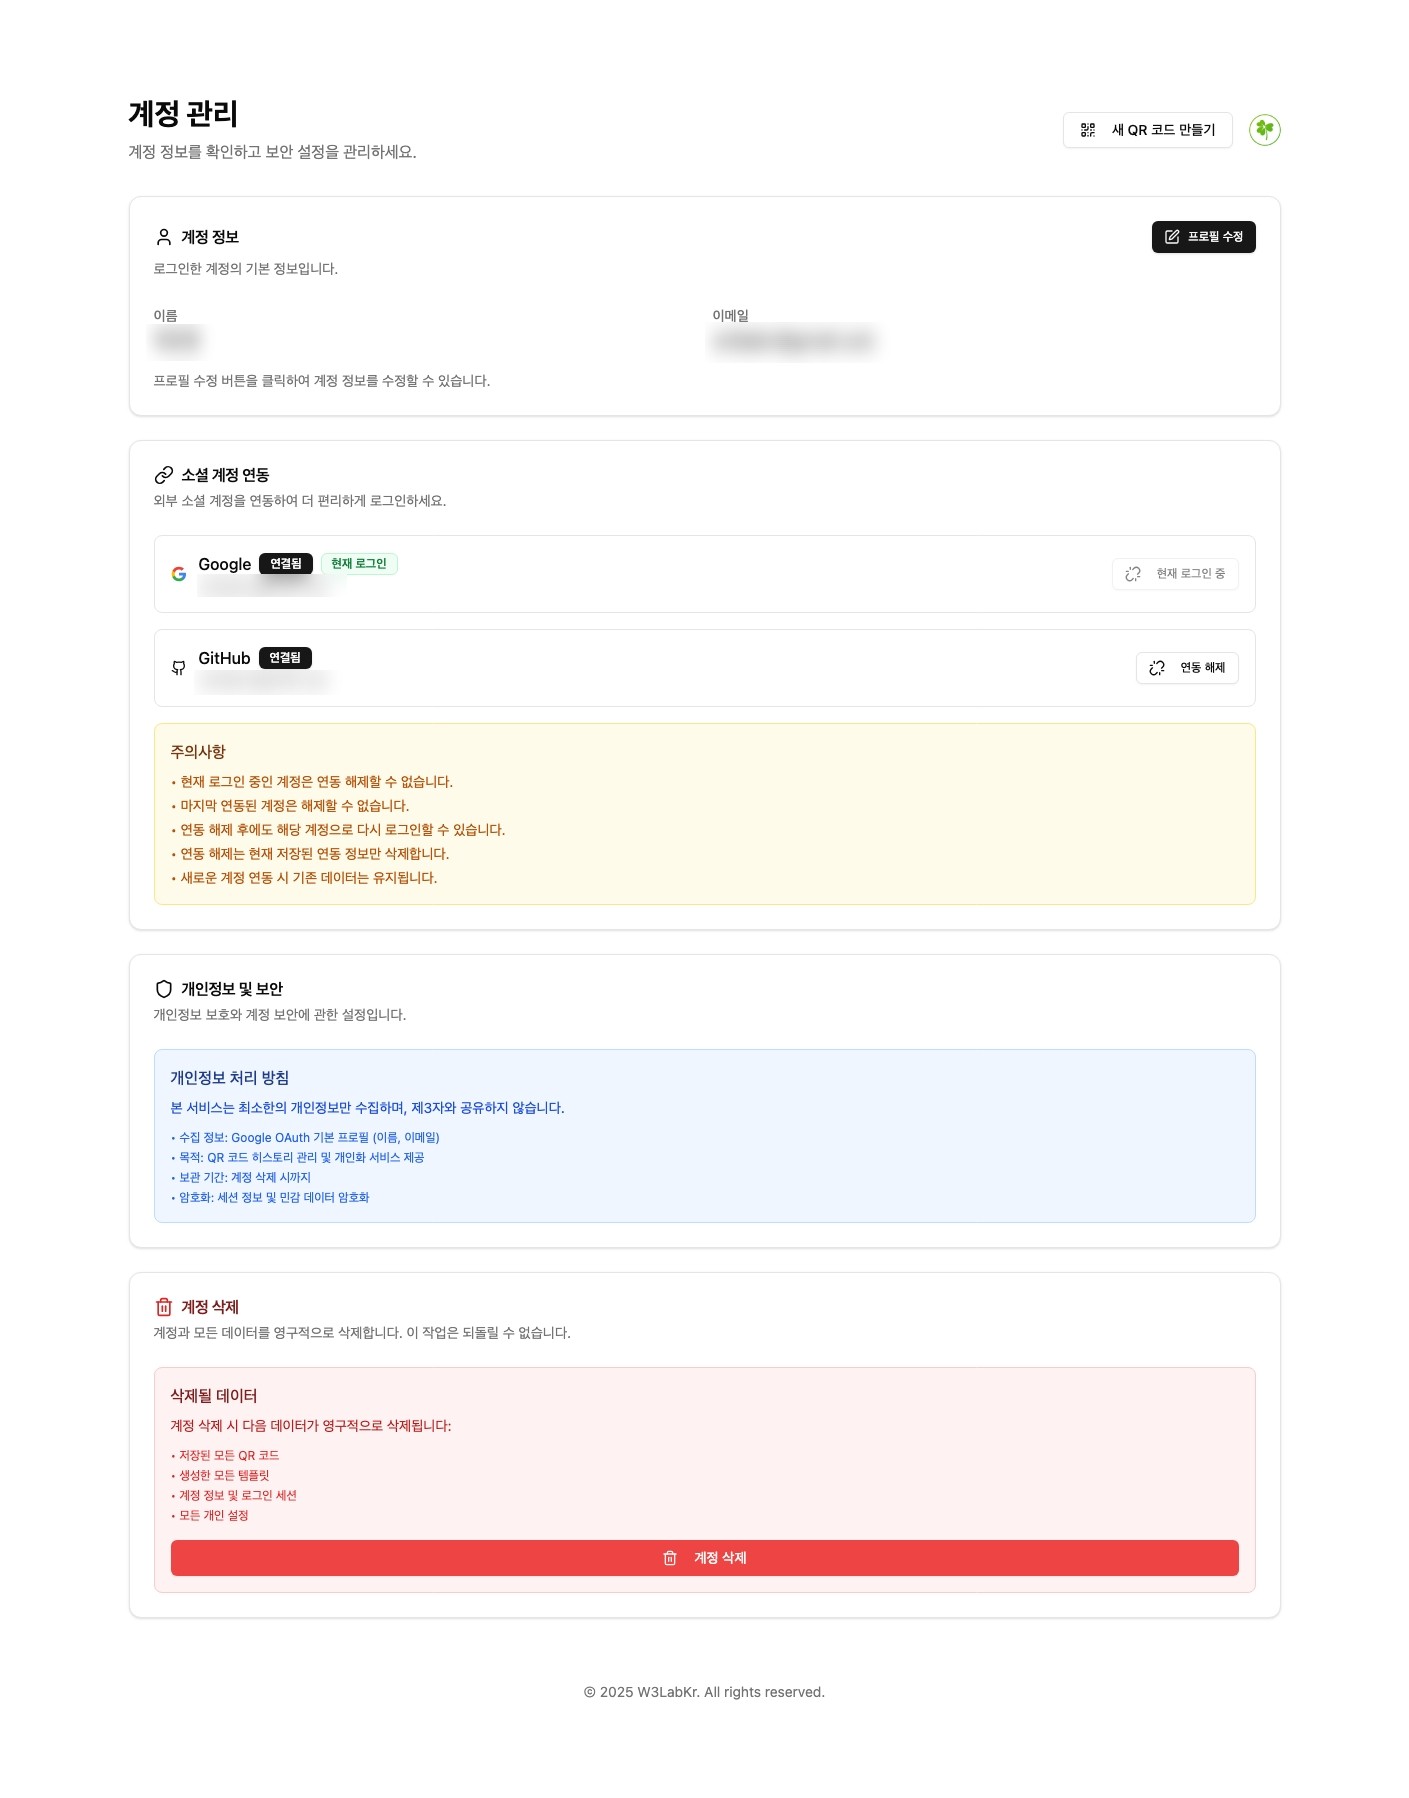 계정 관리
계정 정보를 확인하고 보안 설정을 관리하세요.
새 QR 코드 만들기
계정 정보
프로필 수정
로그인한 계정의 기본 정보입니다.
이름
이메일
프로필 수정 버튼을 클릭하여 계정 정보를 수정할 수 있습니다.
소셜 계정 연동
외부 소셜 계정을 연동하여 더 편리하게 로그인하세요.
Google 연결됨 현재 로그인
현재 로그인 중
GitHub 연결됨
연동 해제
주의사항
• 현재 로그인 중인 계정은 연동 해제할 수 없습니다.
• 마지막 연동된 계정은 해제할 수 없습니다.
• 연동 해제 후에도 해당 계정으로 다시 로그인할 수 있습니다.
• 연동 해제는 현재 저장된 연동 정보만 삭제합니다.
• 새로운 계정 연동 시 기존 데이터는 유지됩니다.
개인정보 및 보안
개인정보 보호와 계정 보안에 관한 설정입니다.
개인정보 처리 방침
본 서비스는 최소한의 개인정보만 수집하며, 제3자와 공유하지 않습니다.
• 수집 정보: Google OAuth 기본 프로필 (이름, 이메일)
• 목적: QR 코드 히스토리 관리 및 개인화 서비스 제공
• 보관 기간: 계정 삭제 시까지
• 암호화: 세션 정보 및 민감 데이터 암호화
계정 삭제
계정과 모든 데이터를 영구적으로 삭제합니다. 이 작업은 되돌릴 수 없습니다.
삭제될 데이터
계정 삭제 시 다음 데이터가 영구적으로 삭제됩니다:
• 저장된 모든 QR 코드
• 생성한 모든 템플릿
• 계정 정보 및 로그인 세션
• 모든 개인 설정
계정 삭제
© 2025 W3LabKr. All rights reserved.